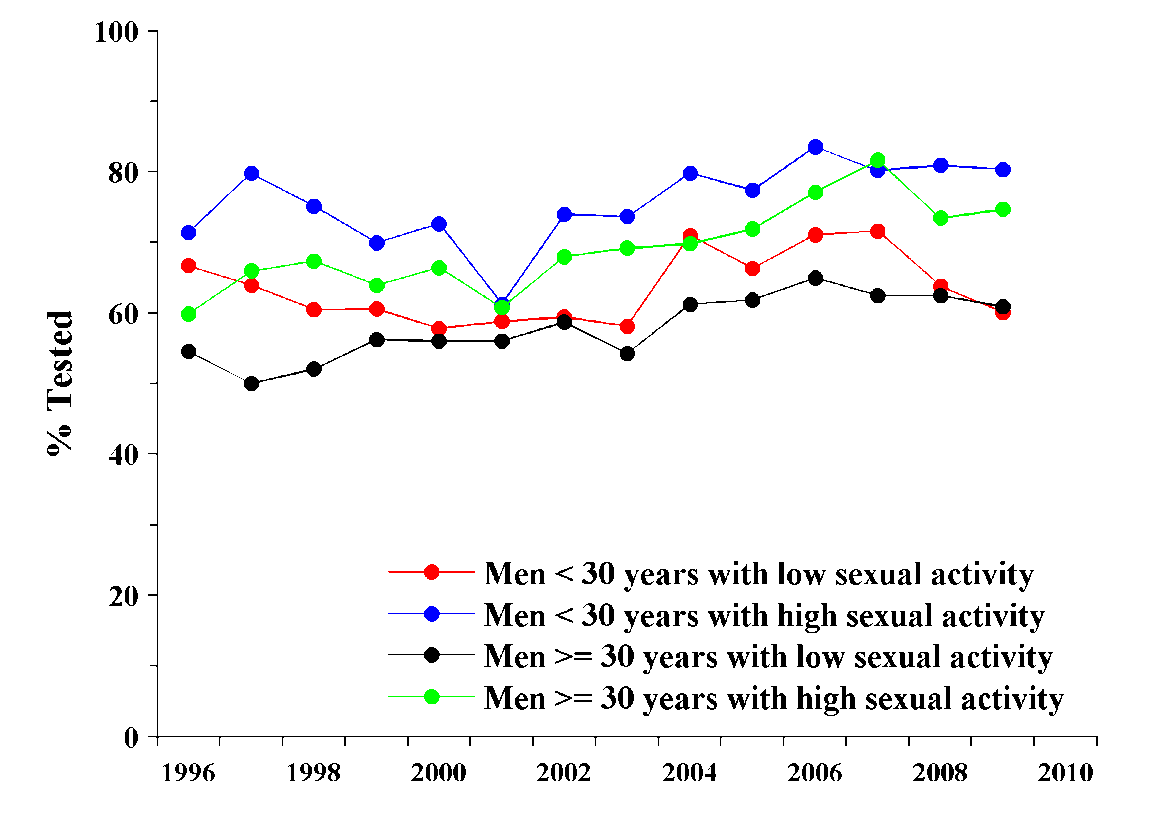 100
80
60
40
20
0
% Tested
Men < 30 years with low sexual activity
Men < 30 years with high sexual activity
Men >= 30 years with low sexual activity
Men >= 30 years with high sexual activity
1996 1998 2000 2002 2004 2006 2008 2010